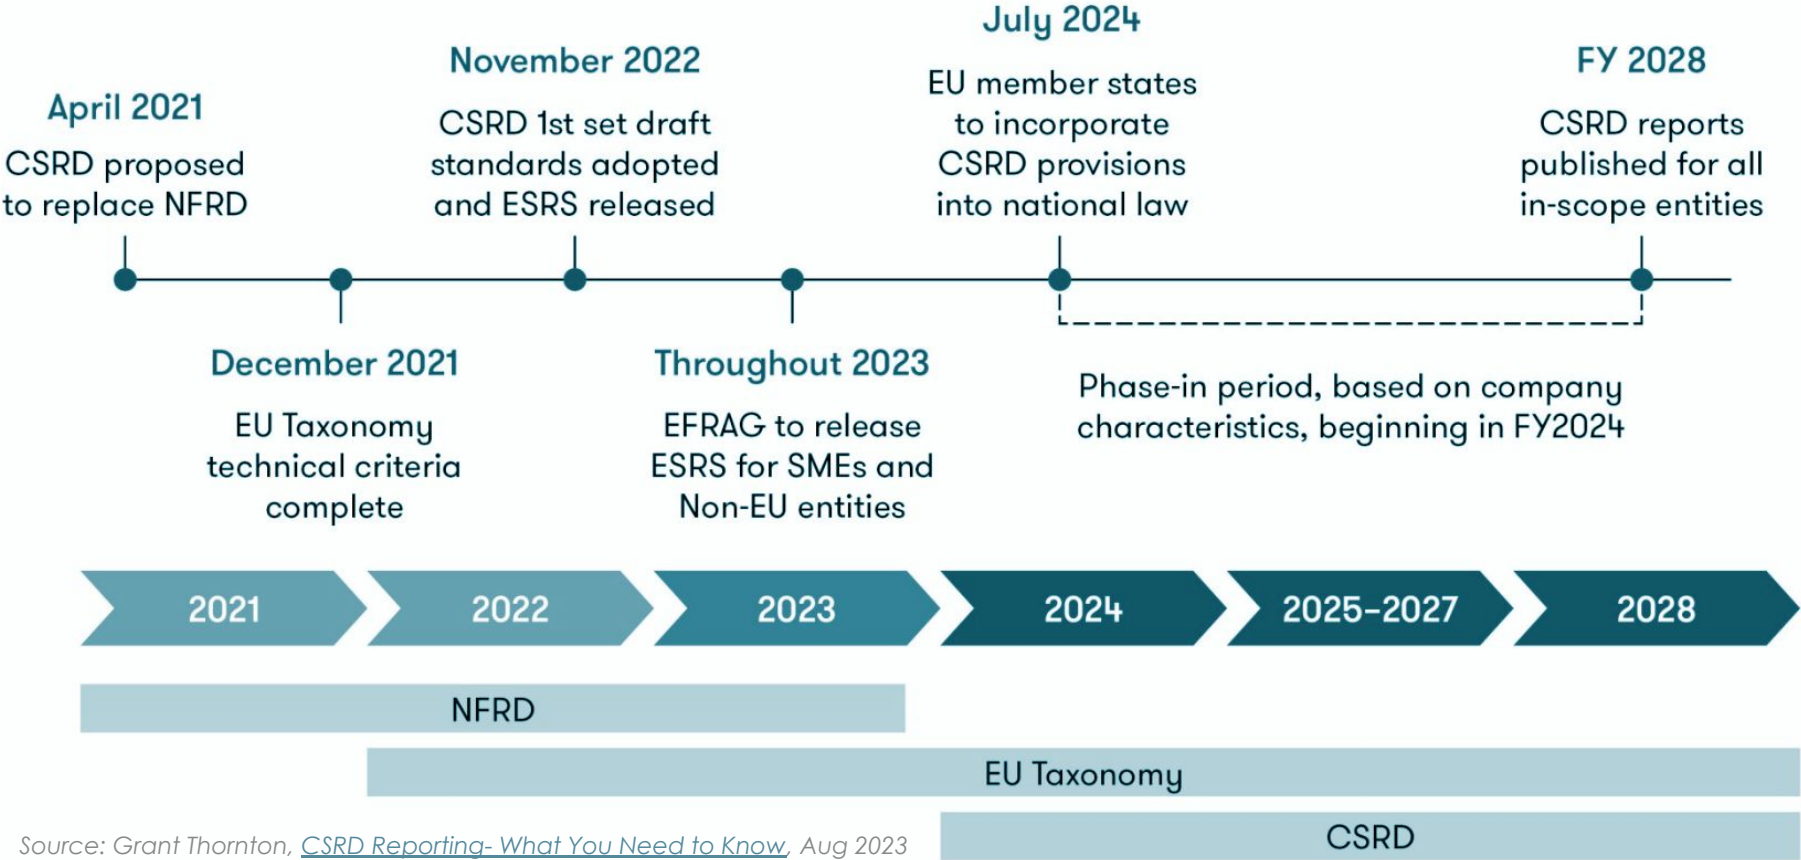 April 2021
CSRD proposed
to replace NFRD
November 2022
CSRD 1st set draft
standards adopted
and ESRS released
July 2024
EU member states
to incorporate
CSRD provisions
into national law
FY 2028
CSRD reports
published for all
in-scope entities
December 2021
EU Taxonomy
technical criteria
complete
Throughout 2023
EFRAG to release
ESRS for SMEs and
Non-EU entities
Phase-in period, based on company
characteristics, beginning in FY2024
2021
2022
2023
2024
2025–2027
2028
NFRD
EU Taxonomy
CSRD
Source: Grant Thornton, CSRD Reporting- What You Need to Know, Aug 2023